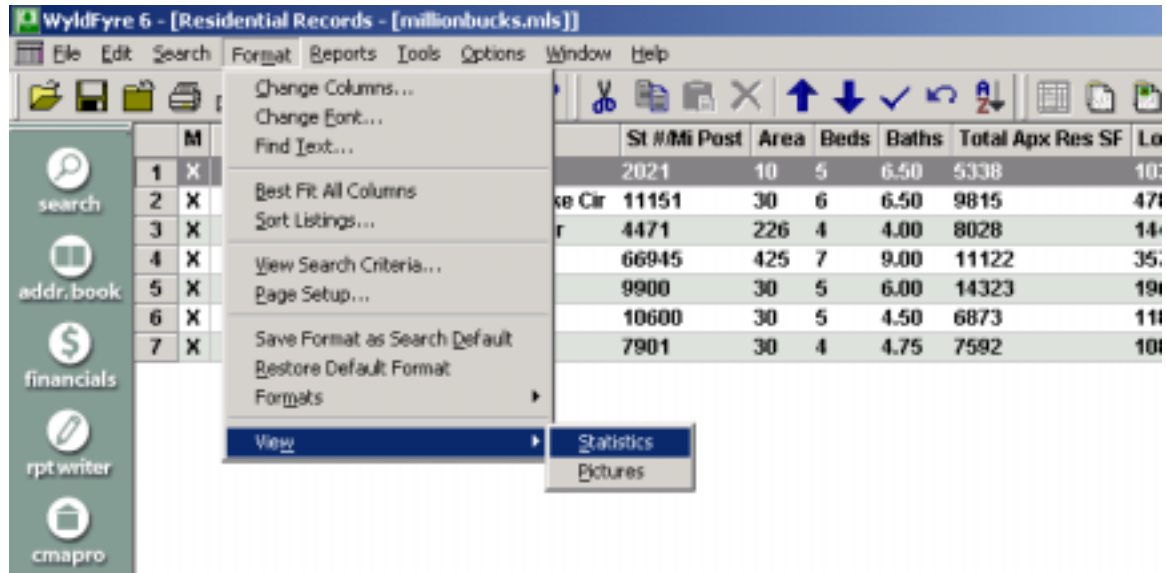 WyldFyre 6 - [Residential Records - [millionbucks.mls]]
File Edit Search Format Reports Tools Options Window Help
M St #/Mi Post Area Beds Baths Total Apx Res SF Lo
1 X 2021 10 5 6.50 5338
2 X ke Cir 11151 30 6 6.50 9815 478
3 X r 4471 226 4 4.00 8028
4 X 66945 425 7 9.00 11122 357
5 X 9900 30 5 6.00 14323
6 X 10600 30 5 4.50 6873
7 X 7901 30 4 4.75 7592
Change Columns...
Change Font...
Find Text...
Best Fit All Columns
Sort Listings...
View Search Criteria...
Page Setup...
Save Format as Search Default
Restore Default Format
Formats
View
Statistics
Pictures
search
addr.book
financials
rpt writer
cmapro